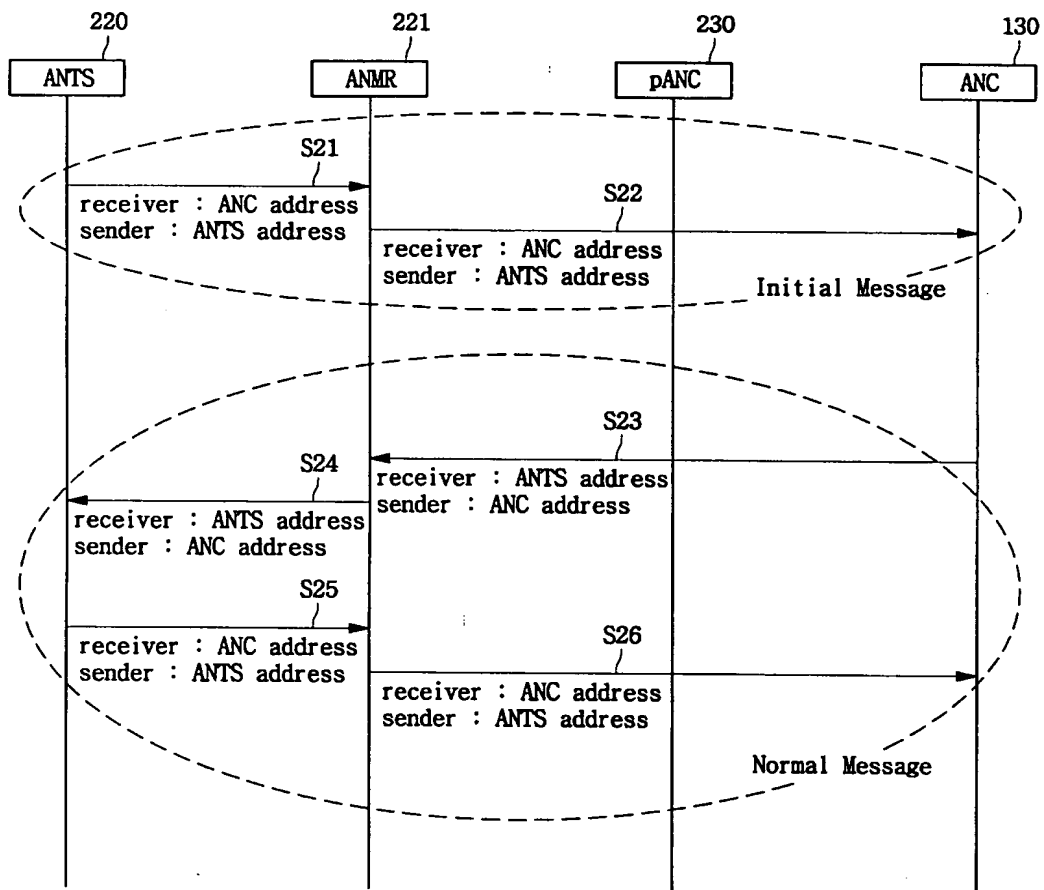 220
221
230
130
ANTS
ANMR
pANC
ANC
S21
receiver : ANC address
sender : ANTS address
S22
receiver : ANC address
sender : ANTS address
Initial Message
S23
receiver : ANTS address
sender : ANC address
S24
receiver : ANTS address
sender : ANC address
S25
receiver : ANC address
sender : ANTS address
S26
receiver : ANC address
sender : ANTS address
Normal Message